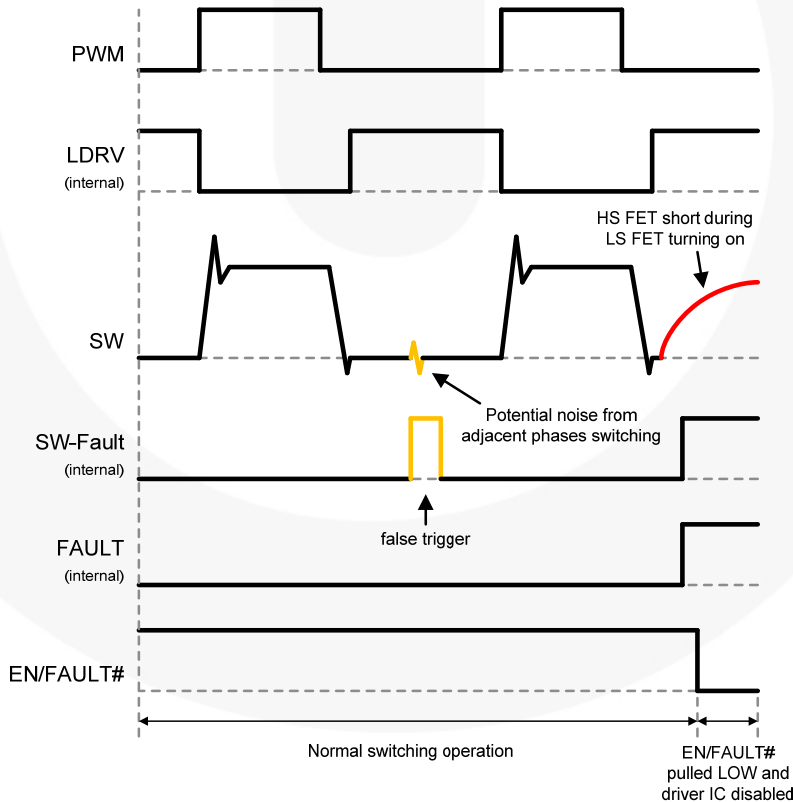 PWM
LDRV
(internal)
HS FET short during
LS FET turning on
SW
Potential noise from
adjacent phases switching
SW-Fault
(internal)
false trigger
FAULT
(internal)
EN/FAULT#
Normal switching operation
EN/FAULT#
pulled LOW and
driver IC disabled